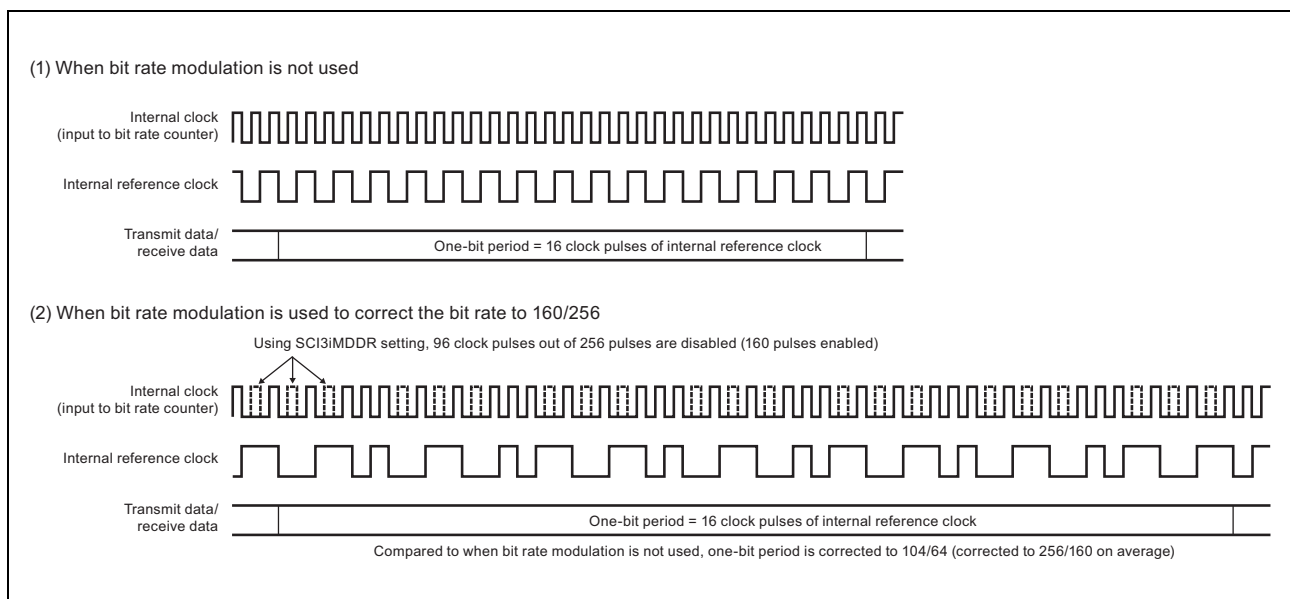 (1) When bit rate modulation is not used
Internal clock
(input to bit rate counter)
Internal reference clock
Transmit data/
receive data
One-bit period = 16 clock pulses of internal reference clock
(2) When bit rate modulation is used to correct the bit rate to 160/256
Using SCI3iMDDR setting, 96 clock pulses out of 256 pulses are disabled (160 pulses enabled)
Internal clock
(input to bit rate counter)
Internal reference clock
Transmit data/
receive data
One-bit period = 16 clock pulses of internal reference clock
Compared to when bit rate modulation is not used, one-bit period is corrected to 104/64 (corrected to 256/160 on average)